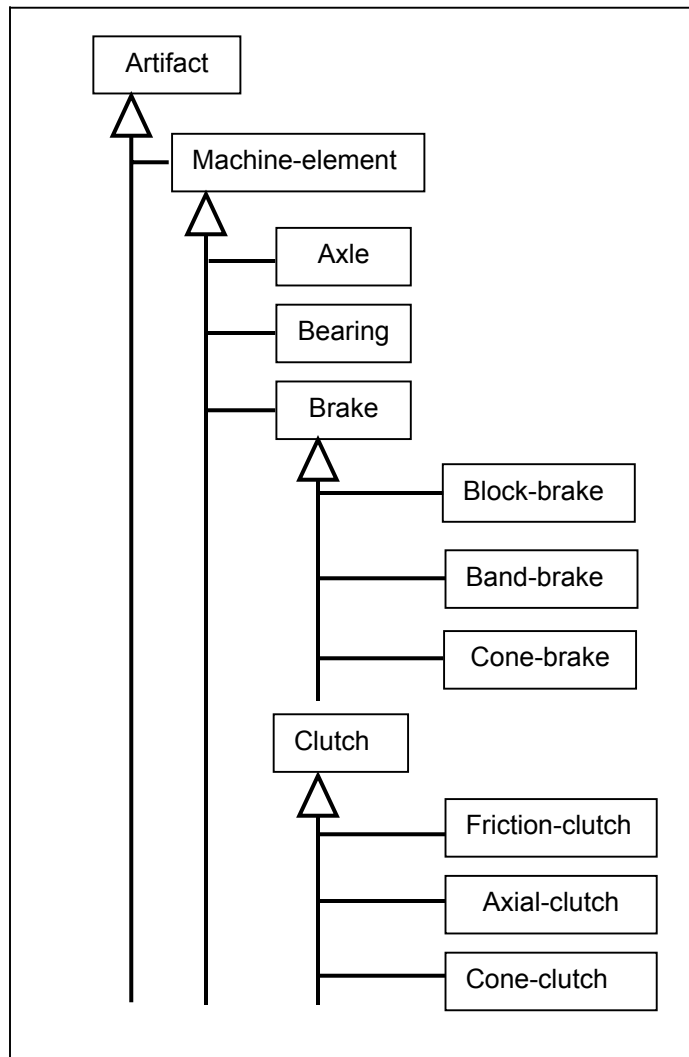 Artifact
Machine-element
Axle
Bearing
Brake
Block-brake
Band-brake
Cone-brake
Clutch
Friction-clutch
Axial-clutch
Cone-clutch